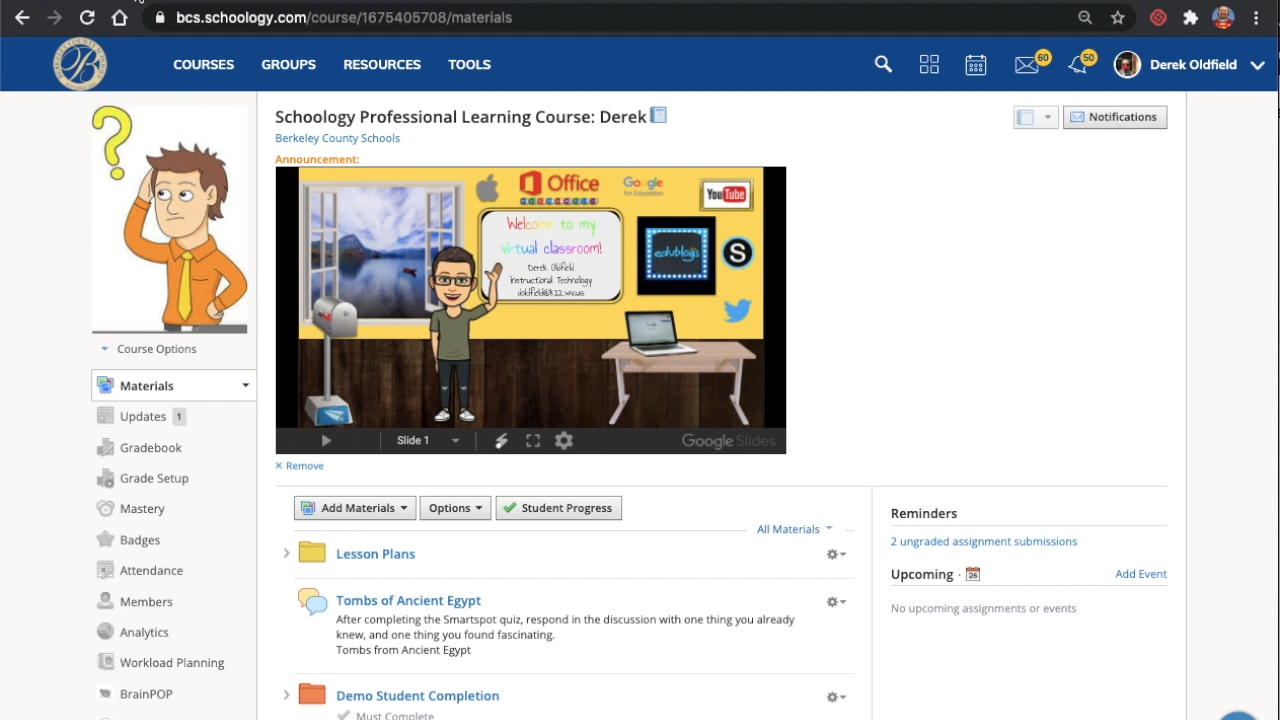 bcs.schoology.com/course/1675405708/materials
COURSES GROUPS RESOURCES TOOLS 60 50 Derek Oldfield
Schoology Professional Learning Course: Derek
Notifications
Berkeley County Schools
Announcement:
Office
Google
for Education
YouTube
Welcome to my
virtual classroom!
Derek Oldfield
Instructional Technology
doldfield@k12.wv.us
edublogs
S
Slide 1
Google Slides
Remove
Course Options
Materials
Updates 1
Gradebook
Grade Setup
Mastery
Badges
Attendance
Members
Analytics
Workload Planning
BrainPOP
Add Materials Options Student Progress
All Materials
Lesson Plans
Tombs of Ancient Egypt
After completing the Smartspot quiz, respond in the discussion with one thing you already
knew, and one thing you found fascinating.
Tombs from Ancient Egypt
Demo Student Completion
Must Complete
Reminders
2 ungraded assignment submissions
Upcoming · 26 Add Event
No upcoming assignments or events